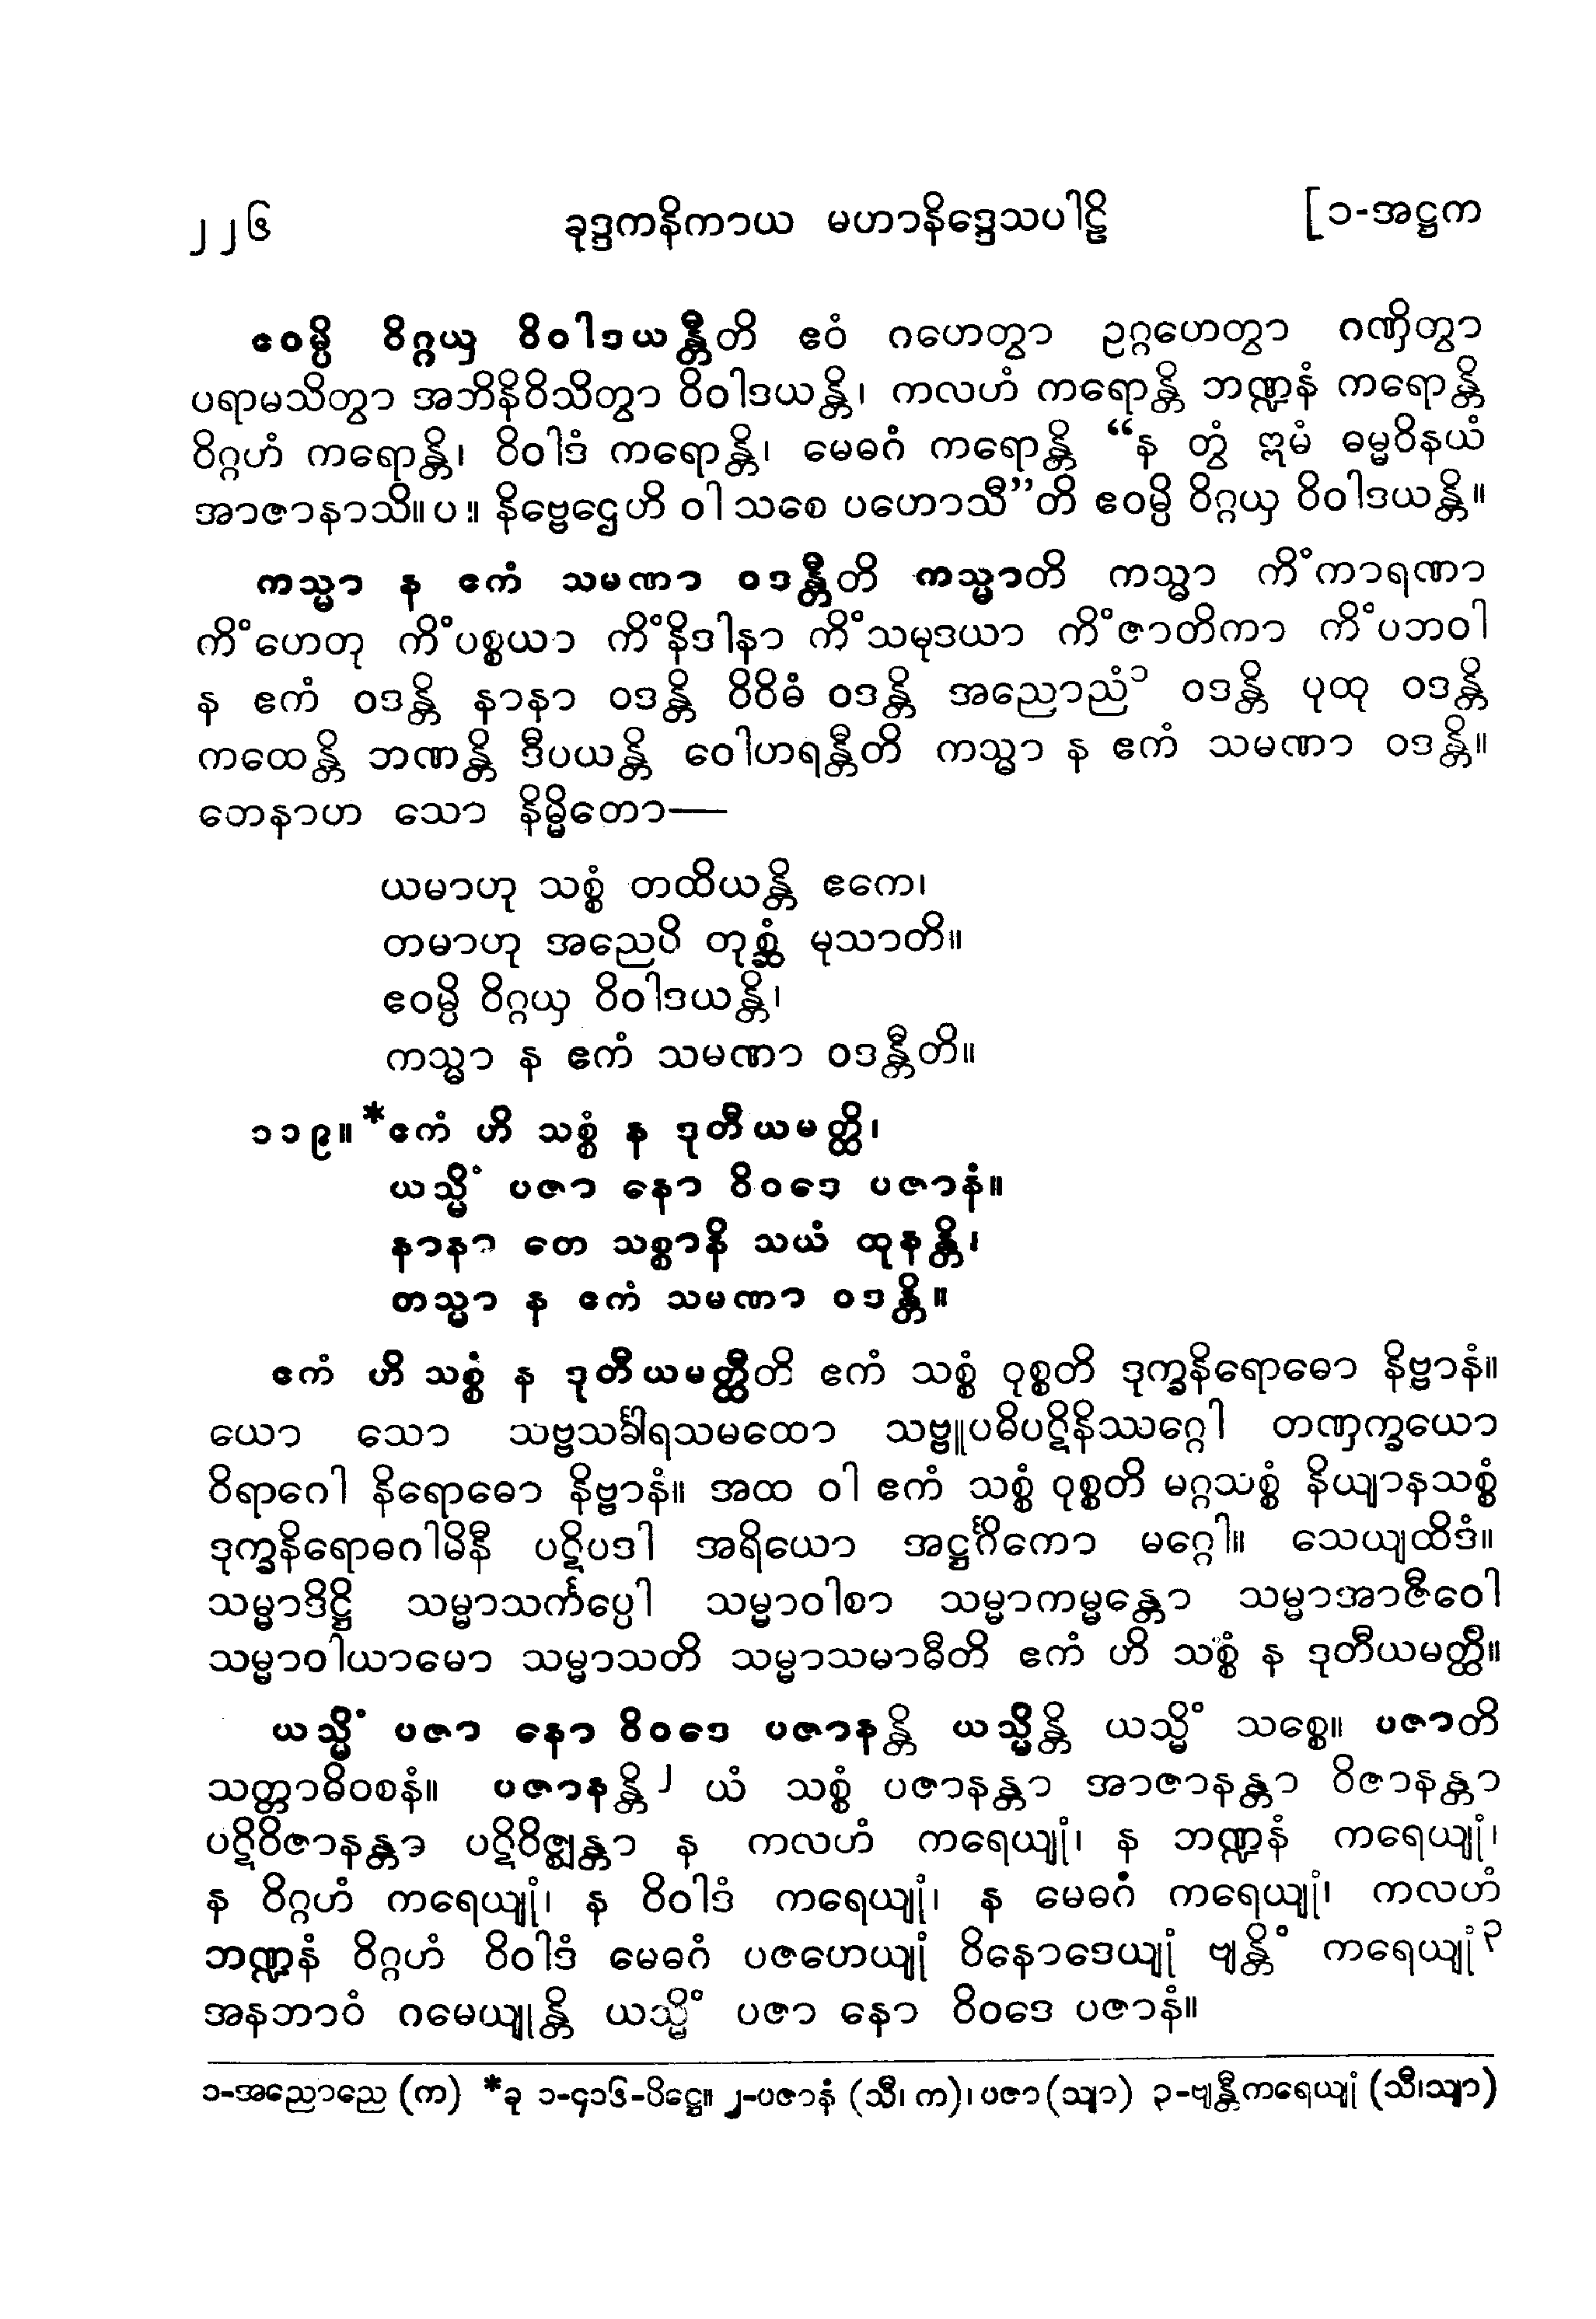 ၂၂၆ ခုဒ္ဒကနိကာယ မဟာနိဒ္ဒေသပါဠိ [၁-အဋ္ဌက
ဧဝမ္ပိ ဝိဂ္ဂယှ ဝိဝါဒယန္တီတိ ဧဝံ ဂဟေတွာ ဥဂ္ဂဟေတွာ ဂဏှိတွာ
ပရာမသိတွာ အဘိနိဝိသိတွာ ဝိဝါဒယန္တိ၊ ကလဟံ ကရောန္တိ ဘဏ္ဍနံ ကရောန္တိ
ဝိဂ္ဂဟံ ကရောန္တိ၊ ဝိဝါဒံ ကရောန္တိ၊ မေဓဂံ ကရောန္တိ “န တွံ ဣမံ ဓမ္မဝိနယံ
အာဇာနာသိ။ပ။ နိဗ္ဗေဌေဟိ ဝါ သစေ ပဟောသီ”တိ ဧဝမ္ပိ ဝိဂ္ဂယှ ဝိဝါဒယန္တိ။
ကသ္မာ န ဧကံ သမဏာ ဝဒန္တီတိ ကသ္မာတိ ကသ္မာ ကိံကာရဏာ
ကိံဟေတု ကိံပစ္စယာ ကိံနိဒါနာ ကိံသမုဒယာ ကိံဇာတိကာ ကိံပဘဝါ
န ဧကံ ဝဒန္တိ နာနာ ဝဒန္တိ ဝိဝိဓံ ဝဒန္တိ အညောညံ၁ ဝဒန္တိ ပုထု ဝဒန္တိ
ကထေန္တိ ဘဏန္တိ ဒီပယန္တိ ဝေါဟရန္တီတိ ကသ္မာ န ဧကံ သမဏာ ဝဒန္တိ။
တေနာဟ သော နိမ္မိတော—
ယမာဟု သစ္စံ တထိယန္တိ ဧကေ၊
တမာဟု အညေပိ တုစ္ဆံ မုသာတိ။
ဧဝမ္ပိ ဝိဂ္ဂယှ ဝိဝါဒယန္တိ၊
ကသ္မာ န ဧကံ သမဏာ ဝဒန္တီတိ။
၁၁၉။ *ဧကံ ဟိ သစ္စံ န ဒုတီယမတ္ထိ၊
ယသ္မိံ ပဇာ နော ဝိဝဒေ ပဇာနံ။
နာနာ တေ သစ္စာနိ သယံ ထုနန္တိ၊
တသ္မာ န ဧကံ သမဏာ ဝဒန္တိ။
ဧကံ ဟိ သစ္စံ န ဒုတီယမတ္ထီတိ ဧကံ သစ္စံ ဝုစ္စတိ ဒုက္ခနိရောဓော နိဗ္ဗာနံ။
ယော သော သဗ္ဗသင်္ခါရသမထော သဗ္ဗူပဓိပဋိနိဿဂ္ဂေါ တဏှက္ခယော
ဝိရာဂေါ နိရောဓော နိဗ္ဗာနံ။ အထ ဝါ ဧကံ သစ္စံ ဝုစ္စတိ မဂ္ဂသစ္စံ နိယျာနသစ္စံ
ဒုက္ခနိရောဓဂါမိနီ ပဋိပဒါ အရိယော အဋ္ဌင်္ဂိကော မဂ္ဂေါ။ သေယျထိဒံ။
သမ္မာဒိဋ္ဌိ သမ္မာသင်္ကပ္ပေါ သမ္မာဝါစာ သမ္မာကမ္မန္တော သမ္မာအာဇီဝေါ
သမ္မာဝါယာမော သမ္မာသတိ သမ္မာသမာဓီတိ ဧကံ ဟိ သစ္စံ န ဒုတီယမတ္ထိ။
ယသ္မိံ ပဇာ နော ဝိဝဒေ ပဇာနန္တိ ယသ္မိန္တိ ယသ္မိံ သစ္စေ။ ပဇာတိ
သတ္တာဓိဝစနံ။ ပဇာနန္တိ၂ ယံ သစ္စံ ပဇာနန္တာ အာဇာနန္တာ ဝိဇာနန္တာ
ပဋိဝိဇာနန္တာ ပဋိဝိဇ္ဈန္တာ န ကလဟံ ကရေယျုံ၊ န ဘဏ္ဍနံ ကရေယျုံ၊
န ဝိဂ္ဂဟံ ကရေယျုံ၊ န ဝိဝါဒံ ကရေယျုံ၊ န မေဓဂံ ကရေယျုံ၊ ကလဟံ
ဘဏ္ဍနံ ဝိဂ္ဂဟံ ဝိဝါဒံ မေဓဂံ ပဇဟေယျုံ ဝိနောဒေယျုံ ဗျန္တိံ ကရေယျုံ၃
အနဘာဝံ ဂမေယျုန္တိ ယသ္မိံ ပဇာ နော ဝိဝဒေ ပဇာနံ။
၁-အညောညေ (က) *ခု ၁-၄၁၆-ပိဋ္ဌေ။ ၂-ပဇာနံ (သီ၊ က)၊ ပဇာ (သျာ) ၃-ဗျန္တီကရေယျုံ (သီ၊သျာ)